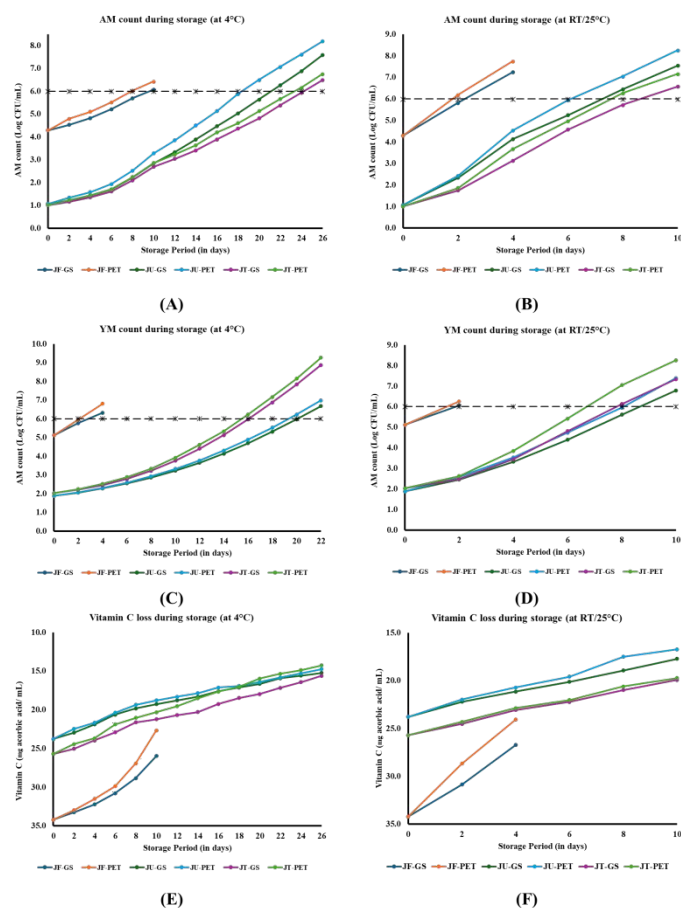 AM count during storage (at 4°C)
AM count (Log CFU/mL)
8.0
7.0
6.0
5.0
4.0
3.0
2.0
1.0
0.0
0 2 4 6 8 10 12 14 16 18 20 22 24 26
Storage Period (in days)
JF-GS JF-PET JU-GS JU-PET JT-GS JT-PET
(A)
AM count during storage (at RT/25°C)
AM count (Log CFU/mL)
9.0
8.0
7.0
6.0
5.0
4.0
3.0
2.0
1.0
0.0
0 2 4 6 8 10
Storage Period (in days)
JF-GS JF-PET JU-GS JU-PET JT-GS JT-PET
(B)
YM count during storage (at 4°C)
AM count (Log CFU/mL)
10.0
9.0
8.0
7.0
6.0
5.0
4.0
3.0
2.0
1.0
0.0
0 2 4 6 8 10 12 14 16 18 20 22
Storage Period (in days)
JF-GS JF-PET JU-GS JU-PET JT-GS JT-PET
(C)
YM count during storage (at RT/25°C)
AM count (Log CFU/mL)
9.0
8.0
7.0
6.0
5.0
4.0
3.0
2.0
1.0
0.0
0 2 4 6 8 10
Storage Period (in days)
JF-GS JF-PET JU-GS JU-PET JT-GS JT-PET
(D)
Vitamin C loss during storage (at 4°C)
Vitamin C (ug acorbic acid/ mL)
10.0
15.0
20.0
25.0
30.0
35.0
0 2 4 6 8 10 12 14 16 18 20 22 24 26
Storage Period (in days)
JF-GS JF-PET JU-GS JU-PET JT-GS JT-PET
(E)
Vitamin C loss during storage (at RT/25°C)
Vitamin C (ug acorbic acid/ mL)
15.0
20.0
25.0
30.0
35.0
0 2 4 6 8 10
Storage Period (in days)
JF-GS JF-PET JU-GS JU-PET JT-GS JT-PET
(F)